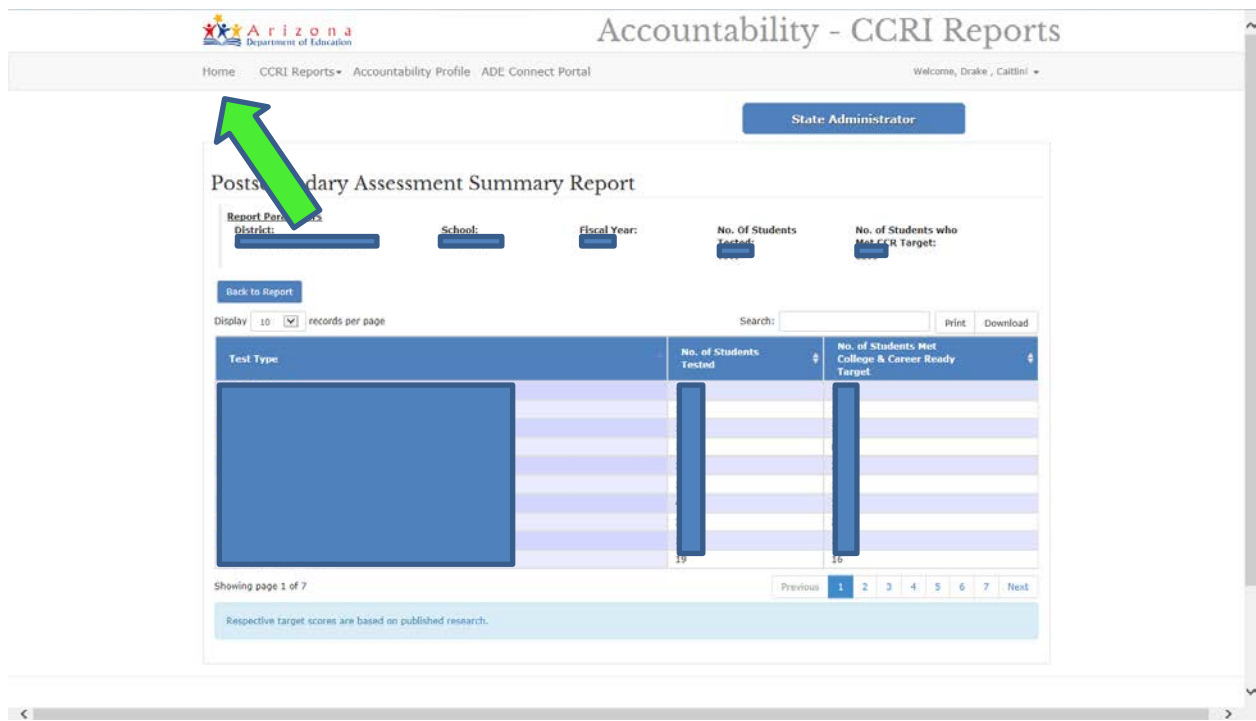 Arizona
Department of Education
Accountability - CCRI Reports
Home CCRI Reports Accountability Profile ADE Connect Portal Welcome, Drake , Caitlini
State Administrator
Assessment Summary Report
Report
District: School: Fiscal Year: No. Of Students No. of Students who
Tested: Met CCR Target:
Back to Report
Display 10 records per page Search: Print Download
Test Type No. of Students Tested No. of Students Met College & Career Ready Target
19 16
Showing page 1 of 7 Previous 1 2 3 4 5 6 7 Next
Respective target scores are based on published research.